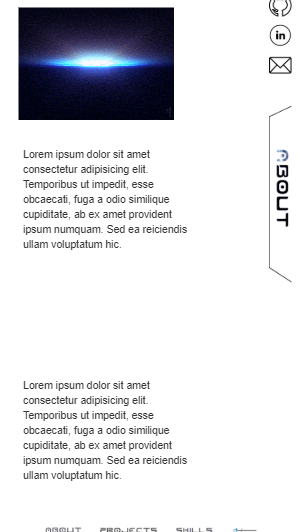 in
ABOUT
Lorem ipsum dolor sit amet
consectetur adipisicing elit.
Temporibus ut impedit, esse
obcaecati, fuga a odio similique
cupiditate, ab ex amet provident
ipsum numquam. Sed ea reiciendis
ullam voluptatum hic.
Lorem ipsum dolor sit amet
consectetur adipisicing elit.
Temporibus ut impedit, esse
obcaecati, fuga a odio similique
cupiditate, ab ex amet provident
ipsum numquam. Sed ea reiciendis
ullam voluptatum hic.
ABOUT PROJECTS SKILLS